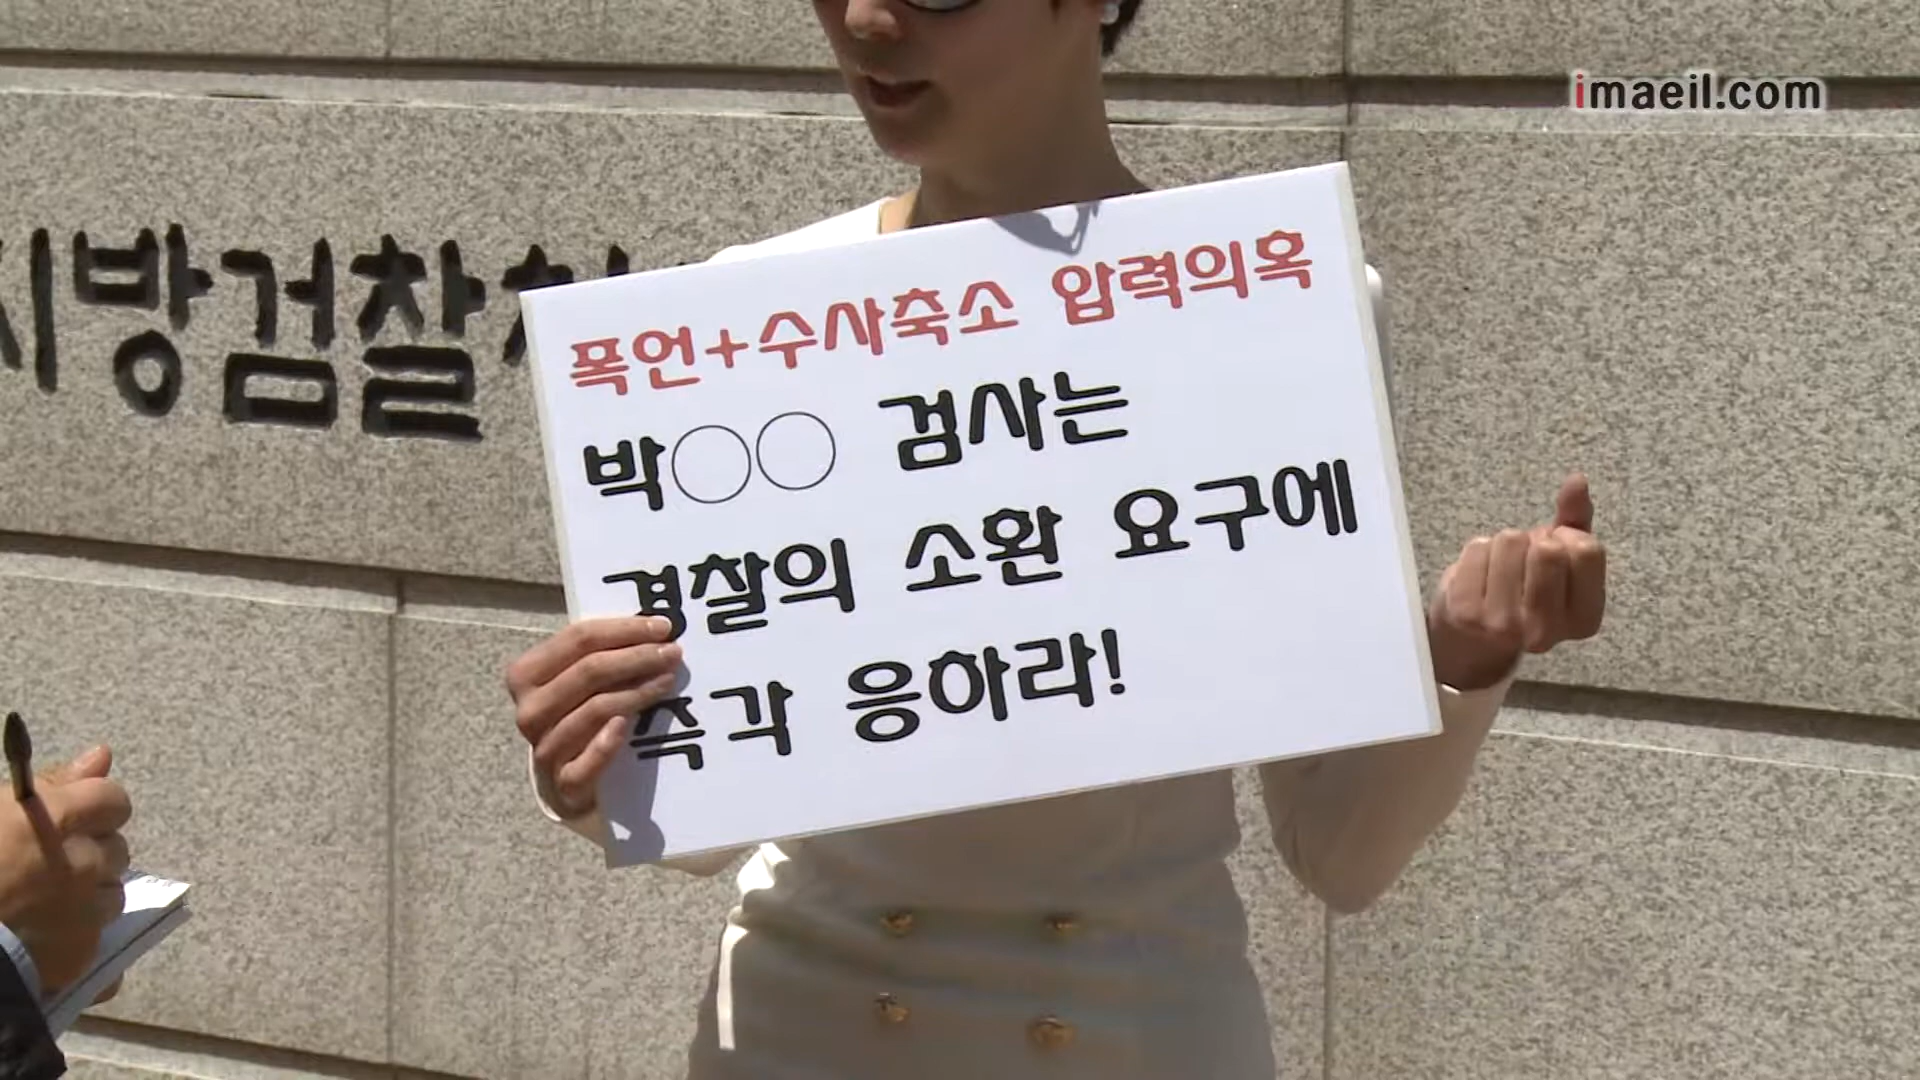 imaeil.com
지방검찰청
폭언+수사축소 압력의혹
박○○ 검사는
경찰의 소환 요구에
즉각 응하라!